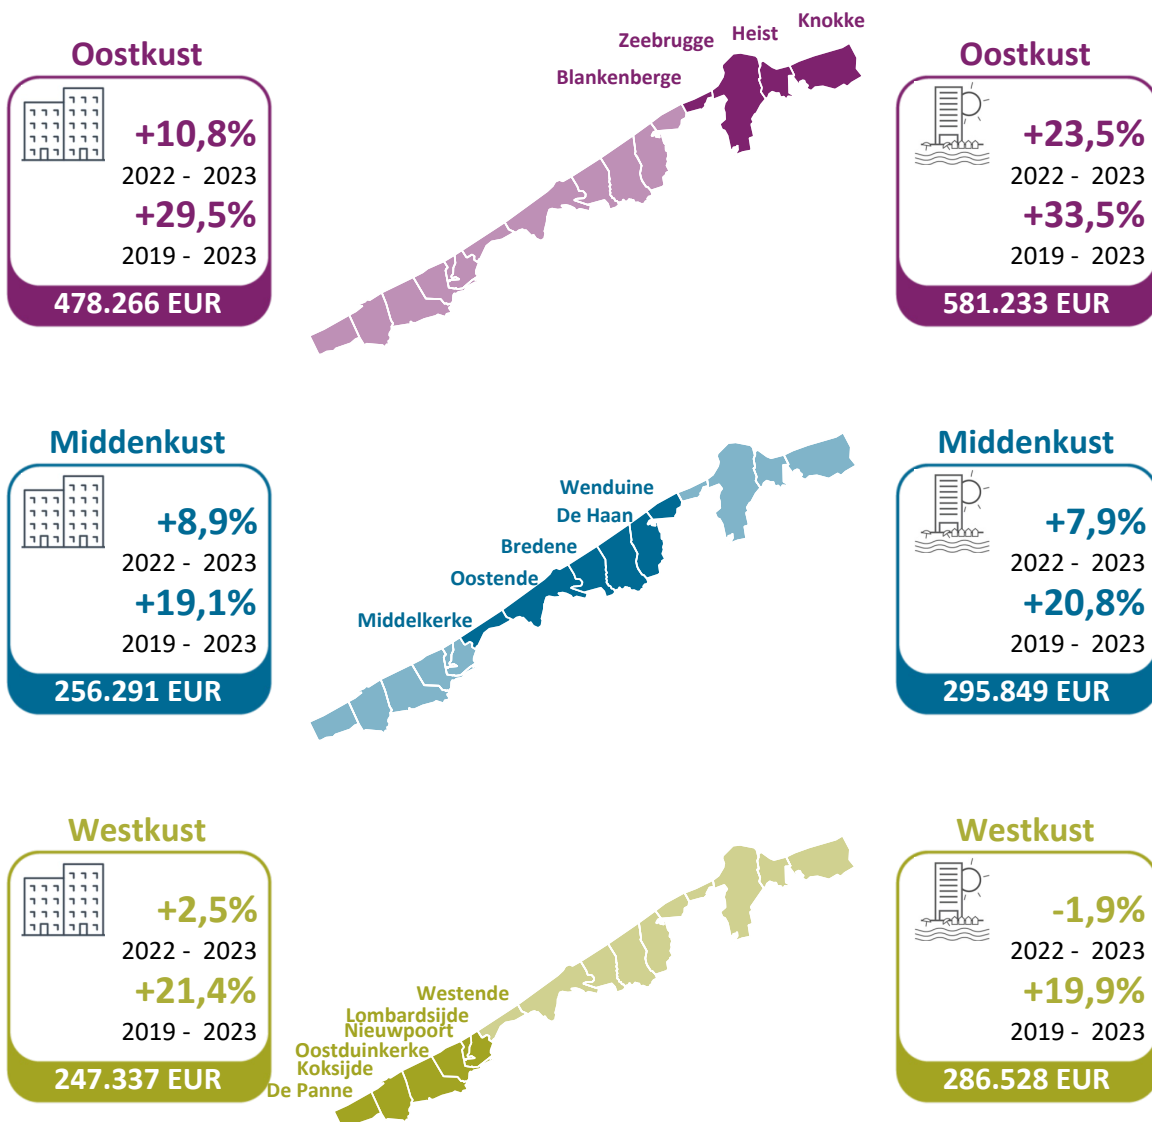 Oostkust
+10,8%
2022 - 2023
+29,5%
2019 - 2023
478.266 EUR
Knokke
Heist
Zeebrugge
Blankenberge
Oostkust
+23,5%
2022 - 2023
+33,5%
2019 - 2023
581.233 EUR
Middenkust
+8,9%
2022 - 2023
+19,1%
2019 - 2023
256.291 EUR
Wenduine
De Haan
Bredene
Oostende
Middelkerke
Middenkust
+7,9%
2022 - 2023
+20,8%
2019 - 2023
295.849 EUR
Westkust
+2,5%
2022 - 2023
+21,4%
2019 - 2023
247.337 EUR
Westende
Lombardsijde
Nieuwpoort
Oostduinkerke
Koksijde
De Panne
Westkust
-1,9%
2022 - 2023
+19,9%
2019 - 2023
286.528 EUR